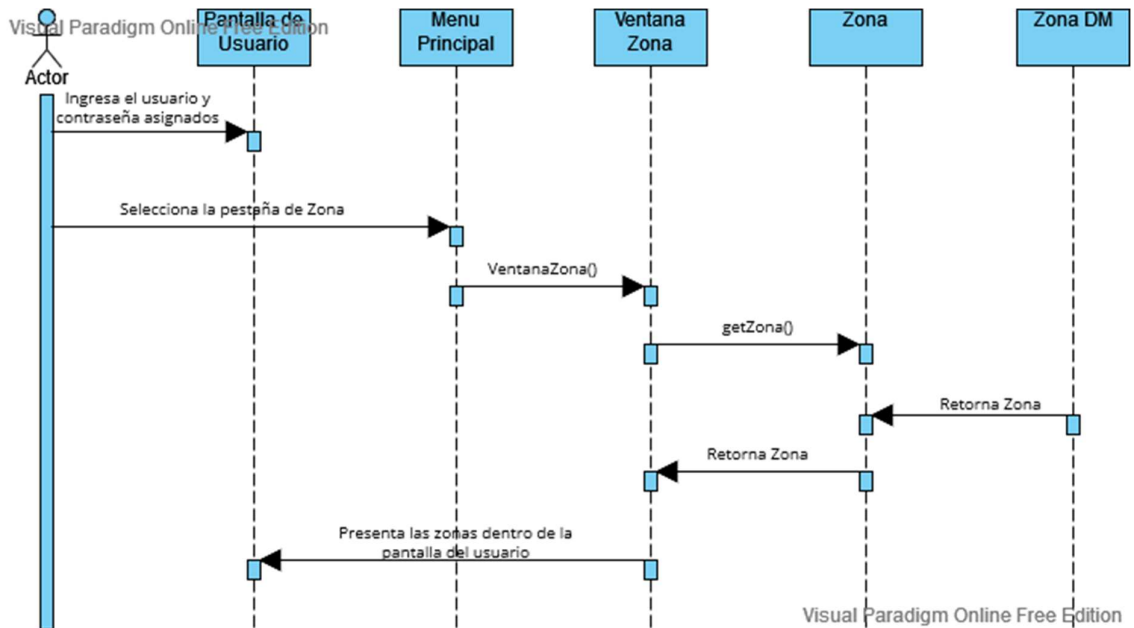 Visual Paradigm Online Free Edition
Pantalla de
Usuario
Menu
Principal
Ventana
Zona
Zona
Zona DM
Actor
Ingresa el usuario y
contraseña asignados
Selecciona la pestaña de Zona
VentanaZona()
getZona()
Retorna Zona
Retorna Zona
Presenta las zonas dentro de la
pantalla del usuario
Visual Paradigm Online Free Edition